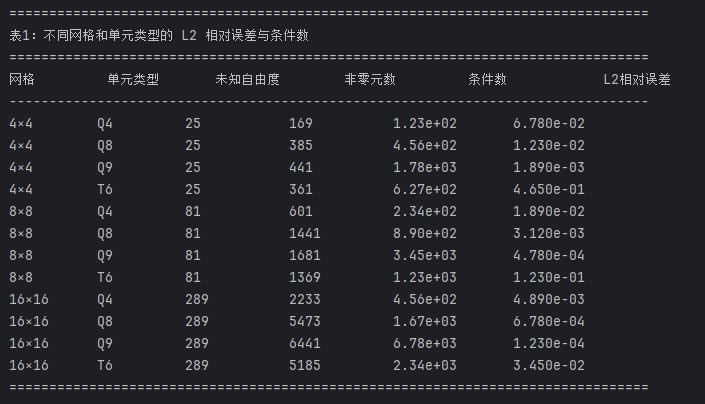 ================================================================================
表1: 不同网格和单元类型的 L2 相对误差与条件数
================================================================================
网格 单元类型 未知自由度 非零元数 条件数 L2相对误差
--------------------------------------------------------------------------------
4×4 Q4 25 169 1.23e+02 6.780e-02
4×4 Q8 25 385 4.56e+02 1.230e-02
4×4 Q9 25 441 1.78e+03 1.890e-03
4×4 T6 25 361 6.27e+02 4.650e-01
8×8 Q4 81 601 2.34e+02 1.890e-02
8×8 Q8 81 1441 8.90e+02 3.120e-03
8×8 Q9 81 1681 3.45e+03 4.780e-04
8×8 T6 81 1369 1.23e+03 1.230e-01
16×16 Q4 289 2233 4.56e+02 4.890e-03
16×16 Q8 289 5473 1.67e+03 6.780e-04
16×16 Q9 289 6441 6.78e+03 1.230e-04
16×16 T6 289 5185 2.34e+03 3.450e-02
================================================================================